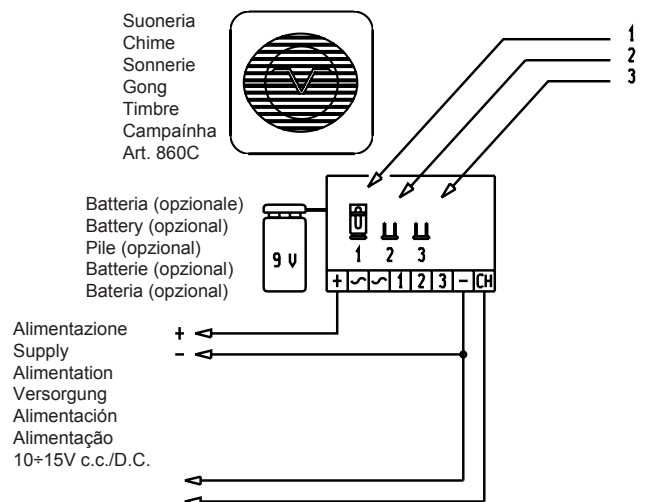 Suoneria
Chime
Sonnerie
Gong
Timbre
Campaínha
Art. 860C
1
2
3
Batteria (opzionale)
Battery (optional)
Pile (opzional)
Batterie (opzional)
Bateria (opzional)
9 V
1 2 3
+ ~ ~ 1 2 3 - CH
Alimentazione
Supply
Alimentation
Versorgung
Alimentación
Alimentação
10÷15V c.c./D.C.
+
-